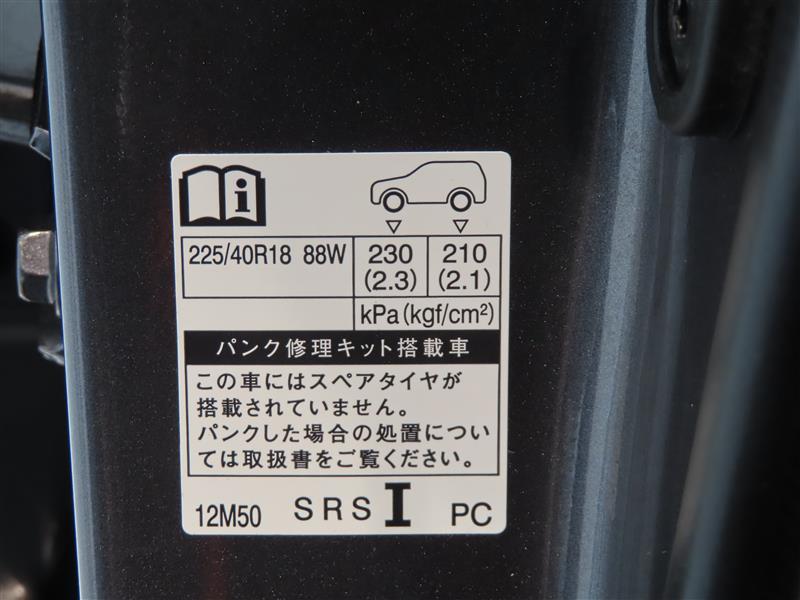 225/40R18 88W 230 210
(2.3) (2.1)
kPa(kgf/cm²)
パンク修理キット搭載車
この車にはスペアタイヤが
搭載されていません。
パンクした場合の処置につい
ては取扱書をご覧ください。
12M50 SRS I PC